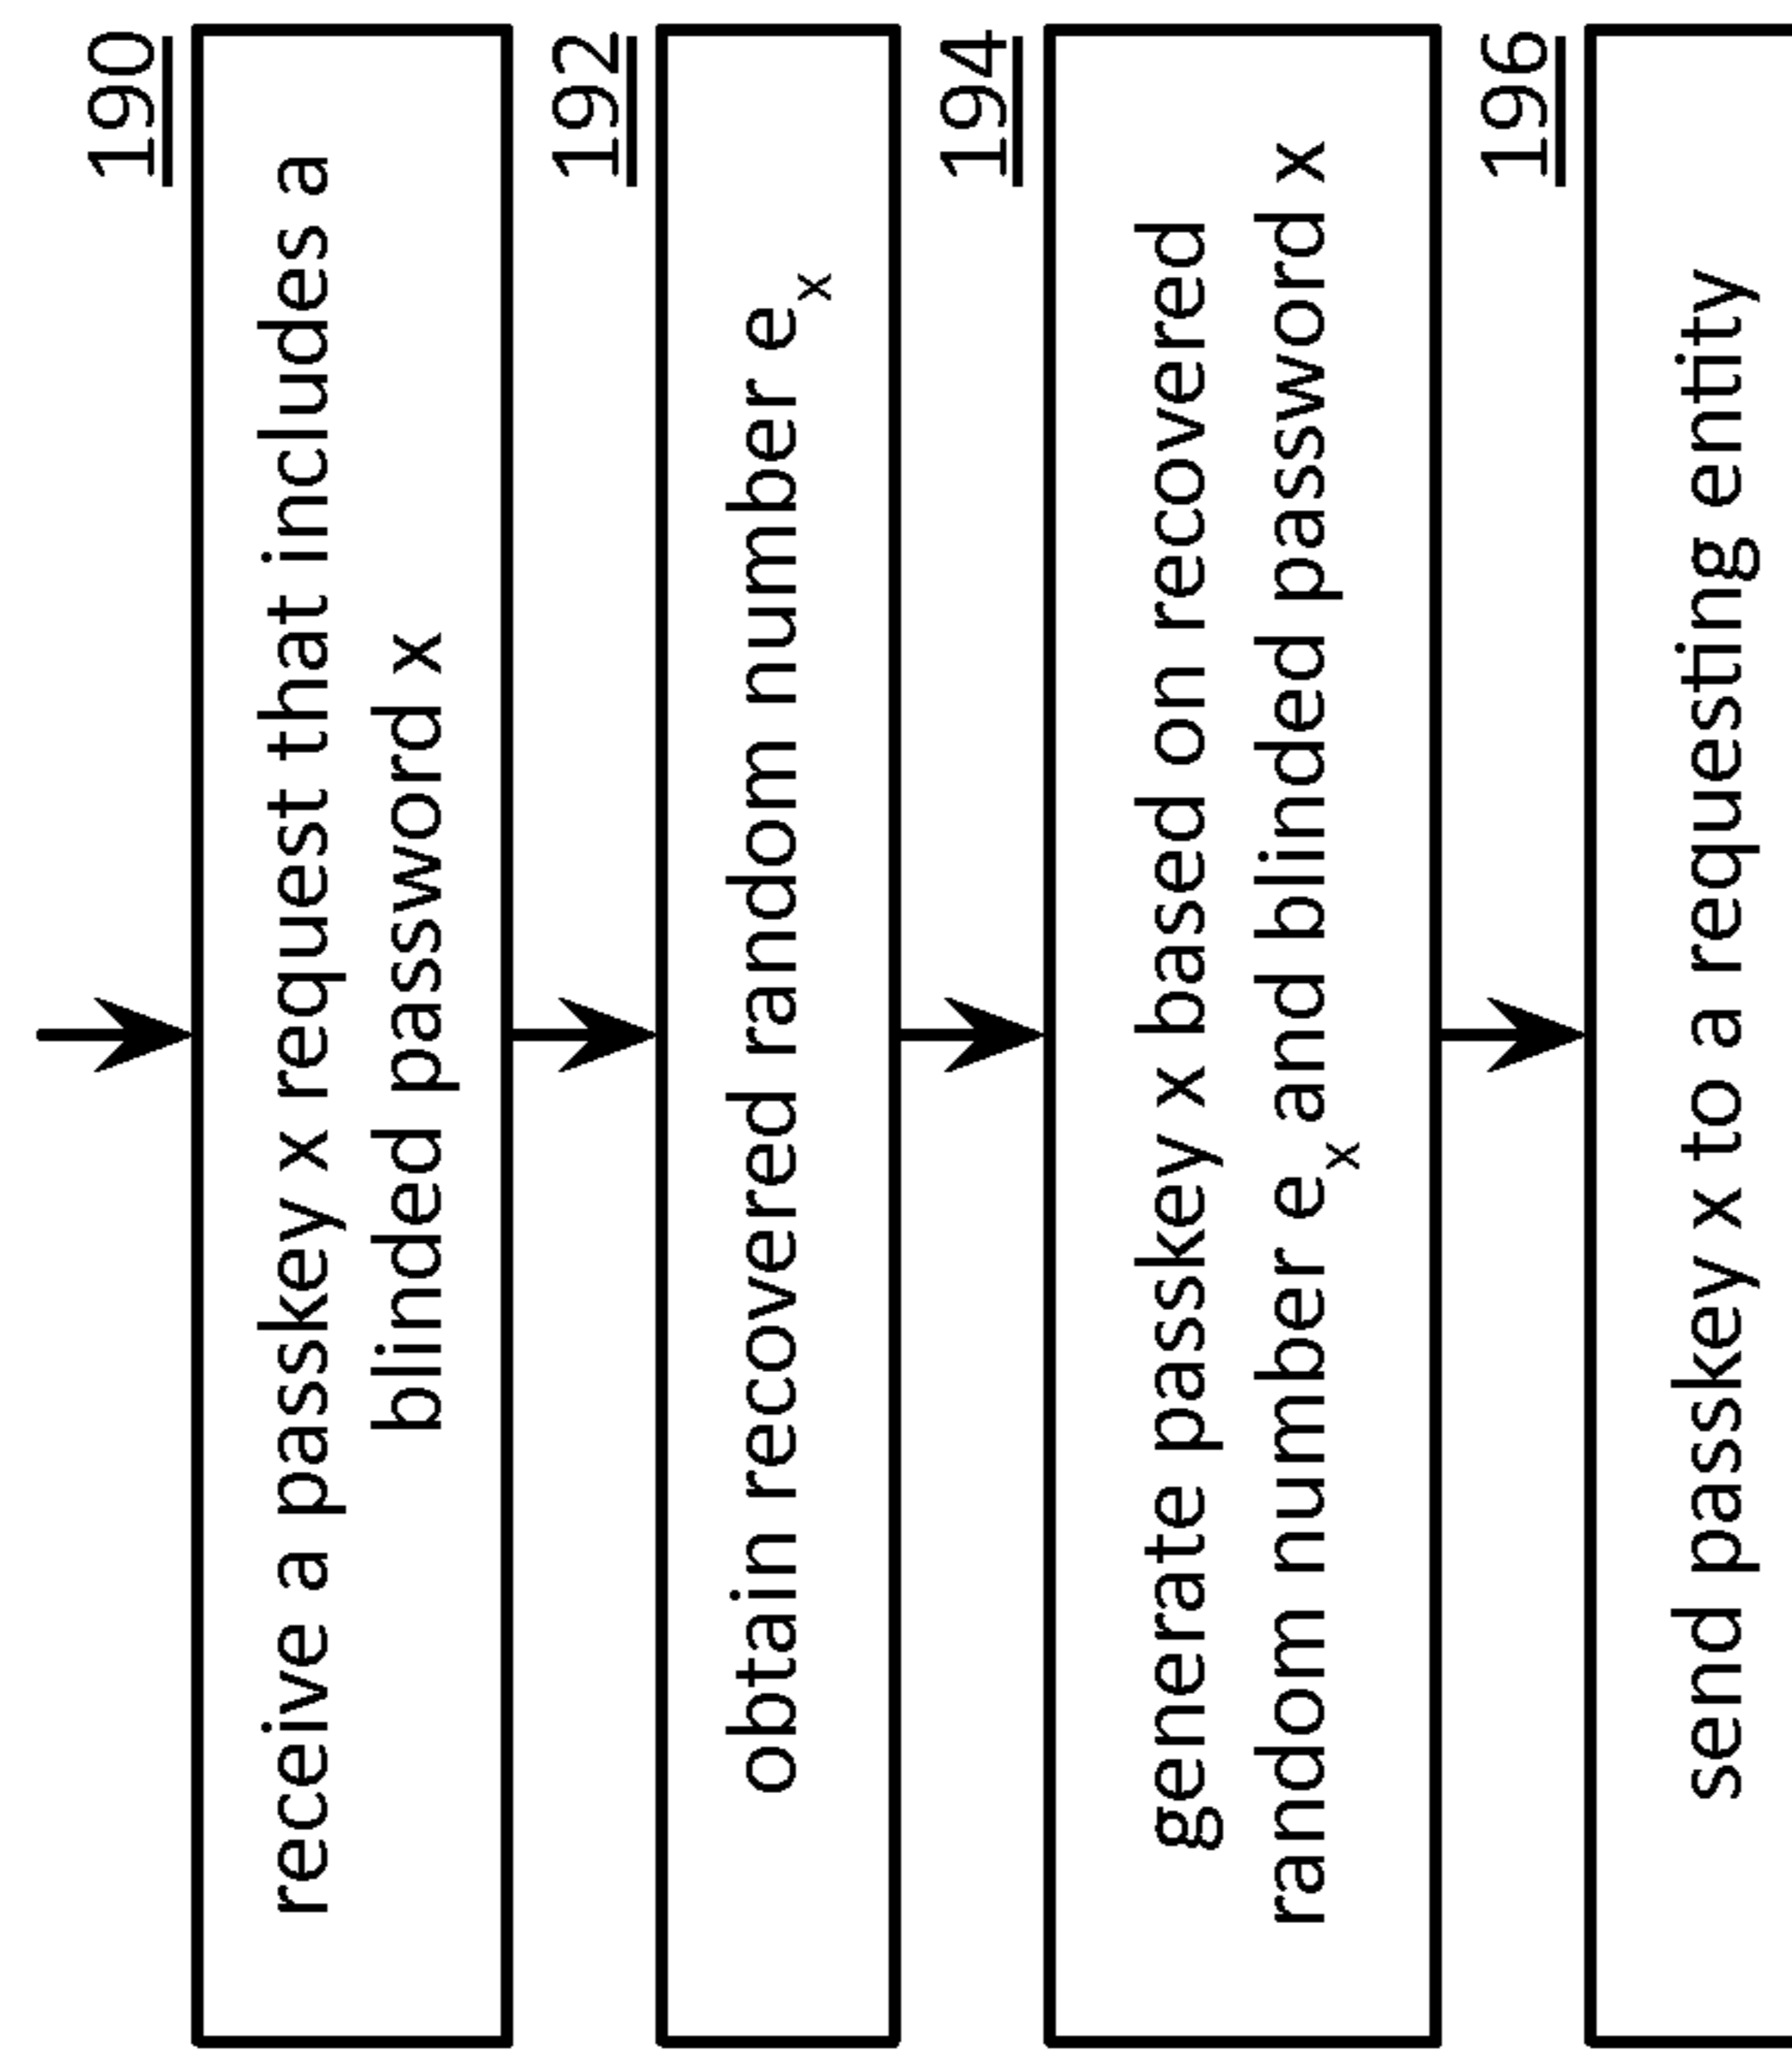 190
receive a passkey x request that includes a
blinded password x
192
obtain recovered random number eₓ
194
generate passkey x based on recovered
random number eₓ and blinded password x
196
send passkey x to a requesting entity